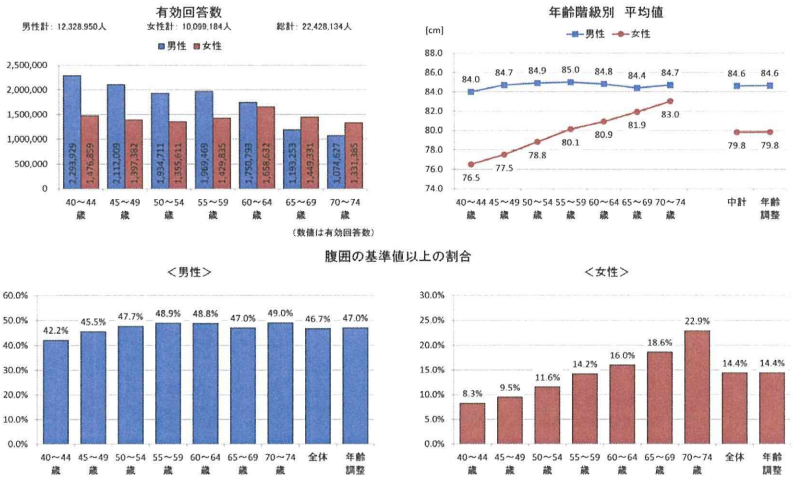 有効回答数
男性計：12,328,950人 女性計：10,099,184人 総計：22,428,134人
男性 女性
2,500,000
2,000,000
1,500,000
1,000,000
500,000
0
2,293,929 1,476,859 2,112,009 1,397,382 1,934,711 1,355,611 1,969,469 1,429,835 1,750,793 1,658,632 1,193,253 1,449,331 1,074,627 1,331,385
40～44歳 45～49歳 50～54歳 55～59歳 60～64歳 65～69歳 70～74歳
（数値は有効回答数）
年齢階級別 平均値
[cm]
男性 女性
88.0
86.0
84.0
82.0
80.0
78.0
76.0
74.0
84.0 84.7 84.9 85.0 84.8 84.4 84.7 84.6 84.6
76.5 77.5 78.8 80.1 80.9 81.9 83.0 79.8 79.8
40～44歳 45～49歳 50～54歳 55～59歳 60～64歳 65～69歳 70～74歳 中計 年齢調整
腹囲の基準値以上の割合
＜男性＞
60.0%
50.0%
40.0%
30.0%
20.0%
10.0%
0.0%
42.2% 45.5% 47.7% 48.9% 48.8% 47.0% 49.0% 46.7% 47.0%
40～44歳 45～49歳 50～54歳 55～59歳 60～64歳 65～69歳 70～74歳 全体 年齢調整
＜女性＞
30.0%
25.0%
20.0%
15.0%
10.0%
5.0%
0.0%
8.3% 9.5% 11.6% 14.2% 16.0% 18.6% 22.9% 14.4% 14.4%
40～44歳 45～49歳 50～54歳 55～59歳 60～64歳 65～69歳 70～74歳 全体 年齢調整